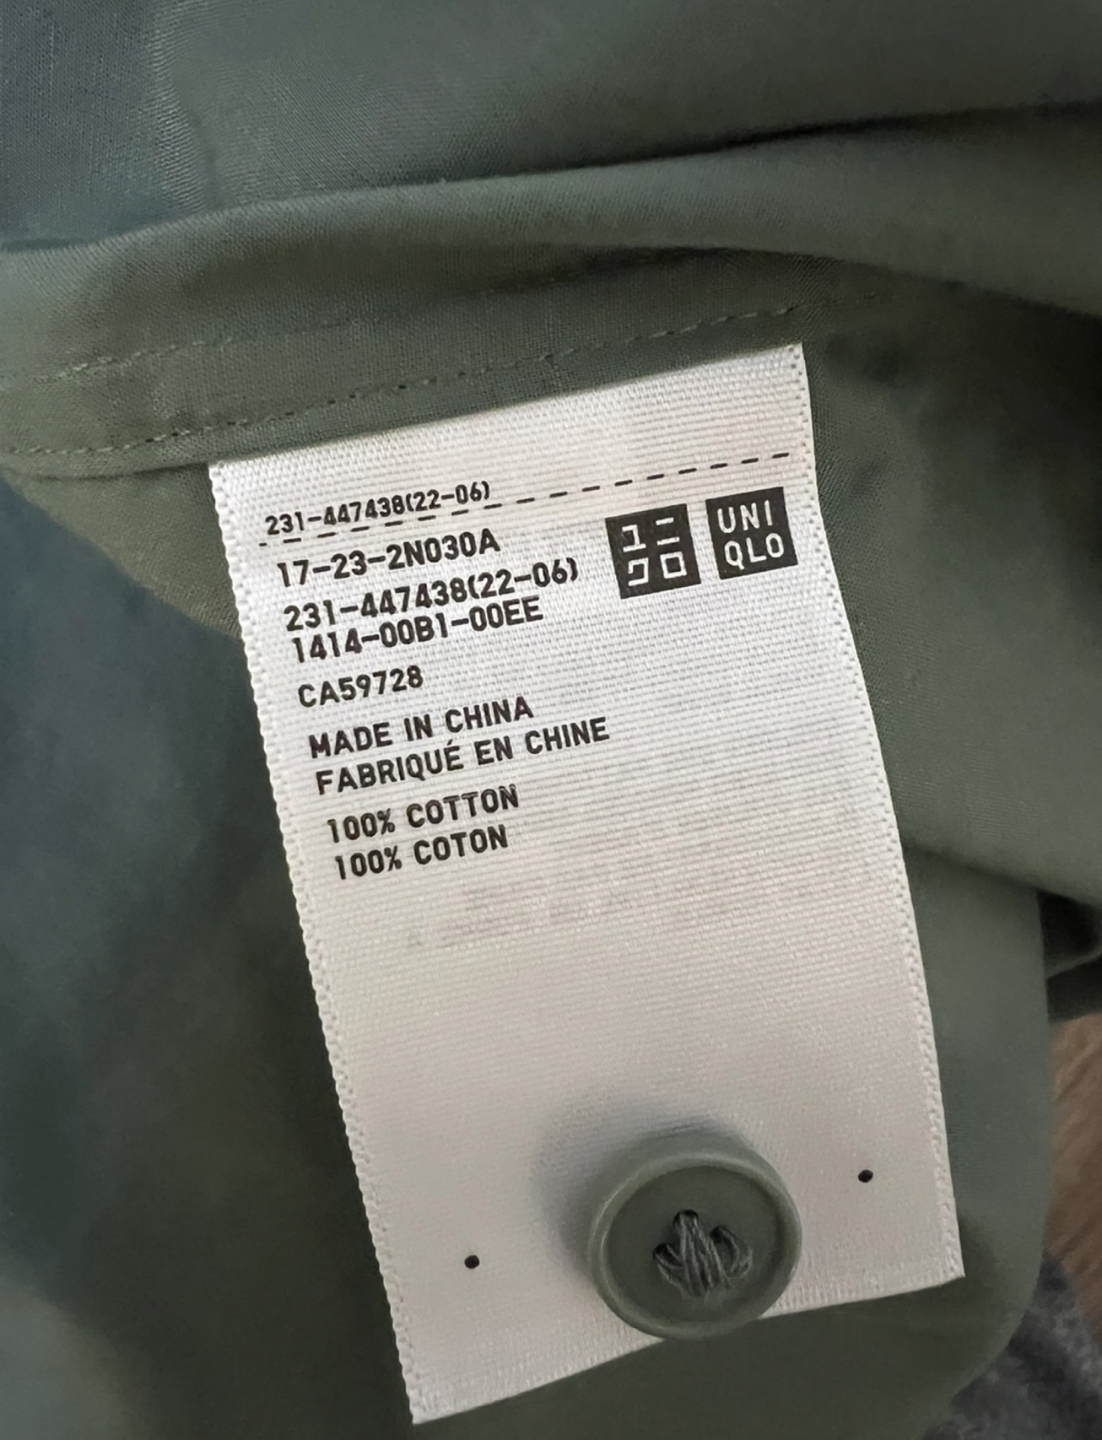 231-447438(22-06)
17-23-2N030A
231-447438(22-06)
1414-00B1-00EE
CA59728
MADE IN CHINA
FABRIQUÉ EN CHINE
100% COTTON
100% COTON
ユニ
クロ
UNI
QLO